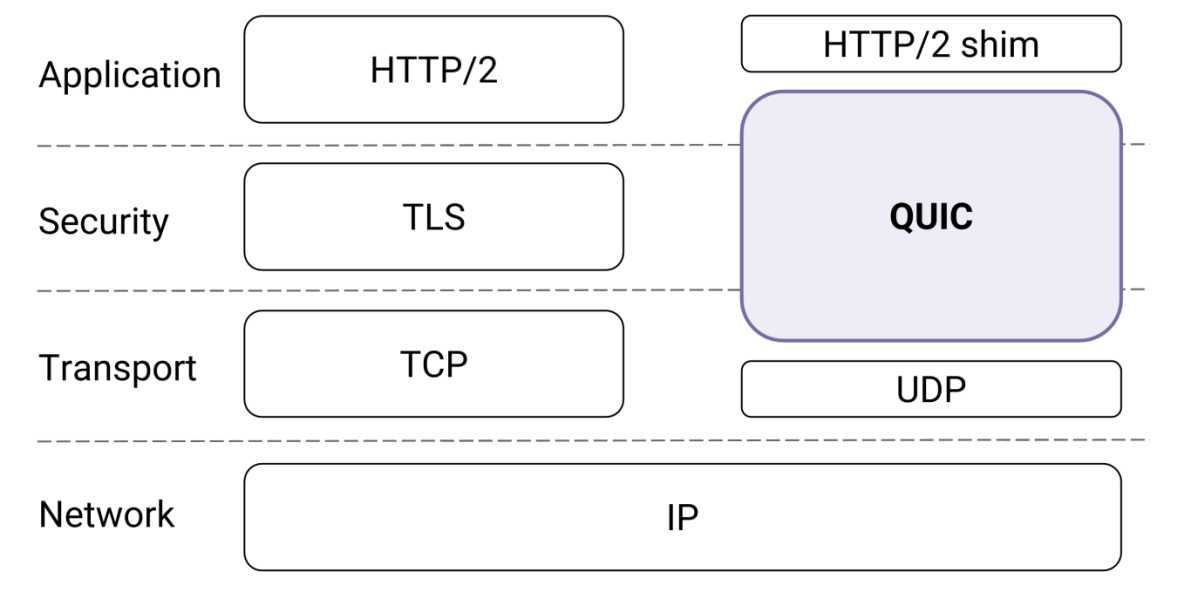 Application
HTTP/2
HTTP/2 shim
Security
TLS
QUIC
Transport
TCP
UDP
Network
IP